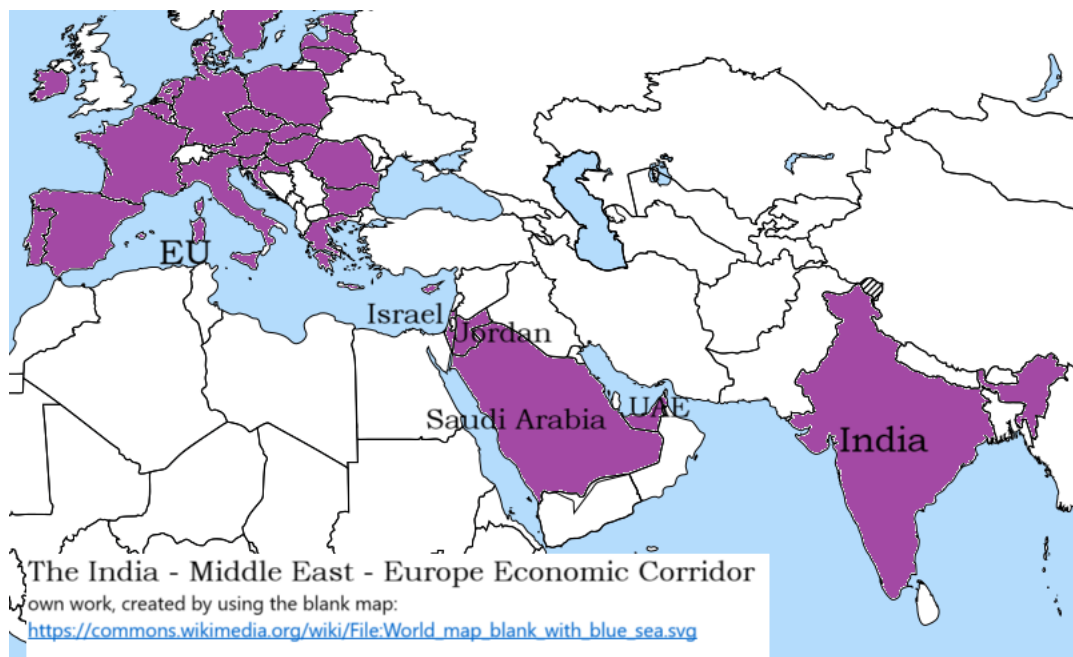 EU
Israel
Jordan
Saudi Arabia
UAE
India
The India - Middle East - Europe Economic Corridor
own work, created by using the blank map:
https://commons.wikimedia.org/wiki/File:World_map_blank_with_blue_sea.svg